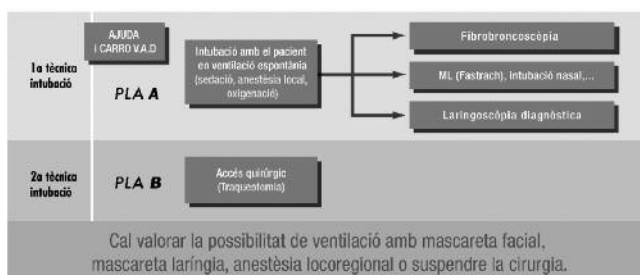 AJUDA
I CARRO V.A.D
1a tècnica
intubació
PLA A
Intubació amb el pacient
en ventilació espontània
(sedació, anestèsia local,
oxigenació)
Fibrobroncoscòpia
ML (Fastrach), intubació nasal,...
Laringoscòpia diagnòstica
2a tècnica
intubació
PLA B
Accés quirúrgic
(Traqueotomia)
Cal valorar la possibilitat de ventilació amb mascareta facial,
mascareta laríngia, anestèsia locoregional o suspendre la cirurgia.